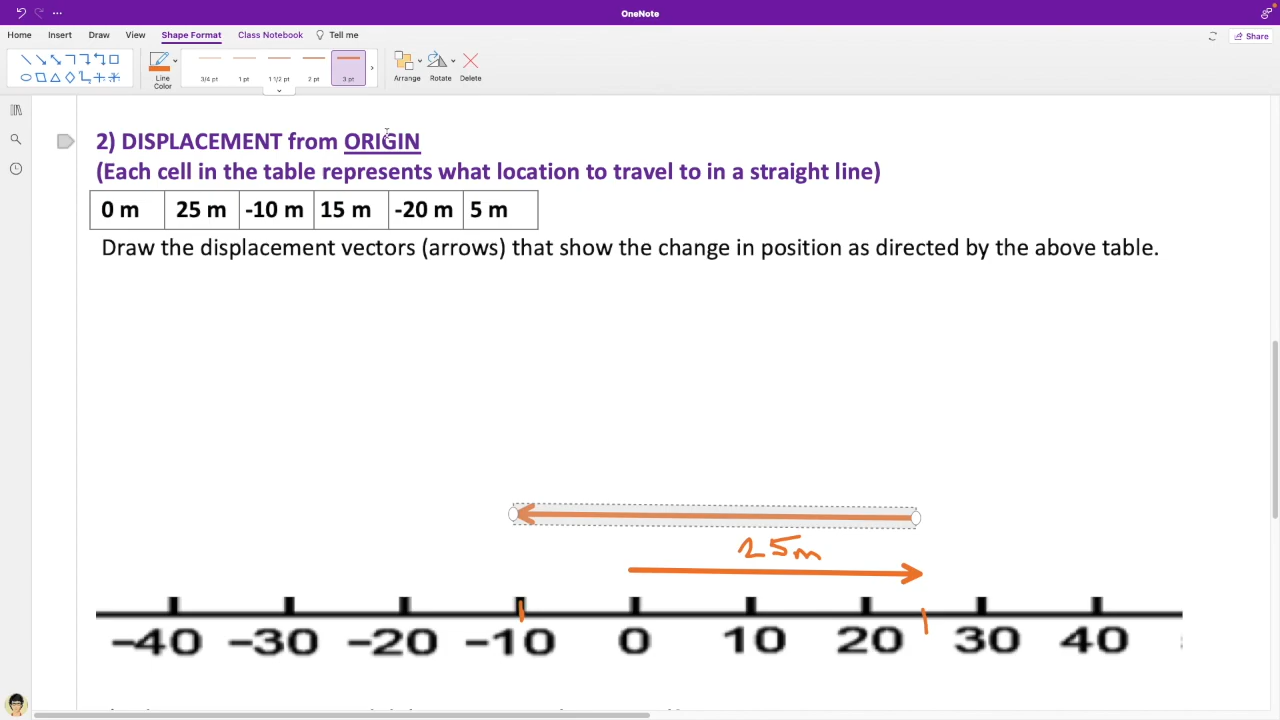 OneNote
Home Insert Draw View Shape Format Class Notebook Tell me
Share
3/4 pt 1 pt 1 1/2 pt 2 pt 3 pt
Line Color
Arrange Rotate Delete
2) DISPLACEMENT from ORIGIN
(Each cell in the table represents what location to travel to in a straight line)
0 m 25 m -10 m 15 m -20 m 5 m
Draw the displacement vectors (arrows) that show the change in position as directed by the above table.
25m
-40 -30 -20 -10 0 10 20 30 40